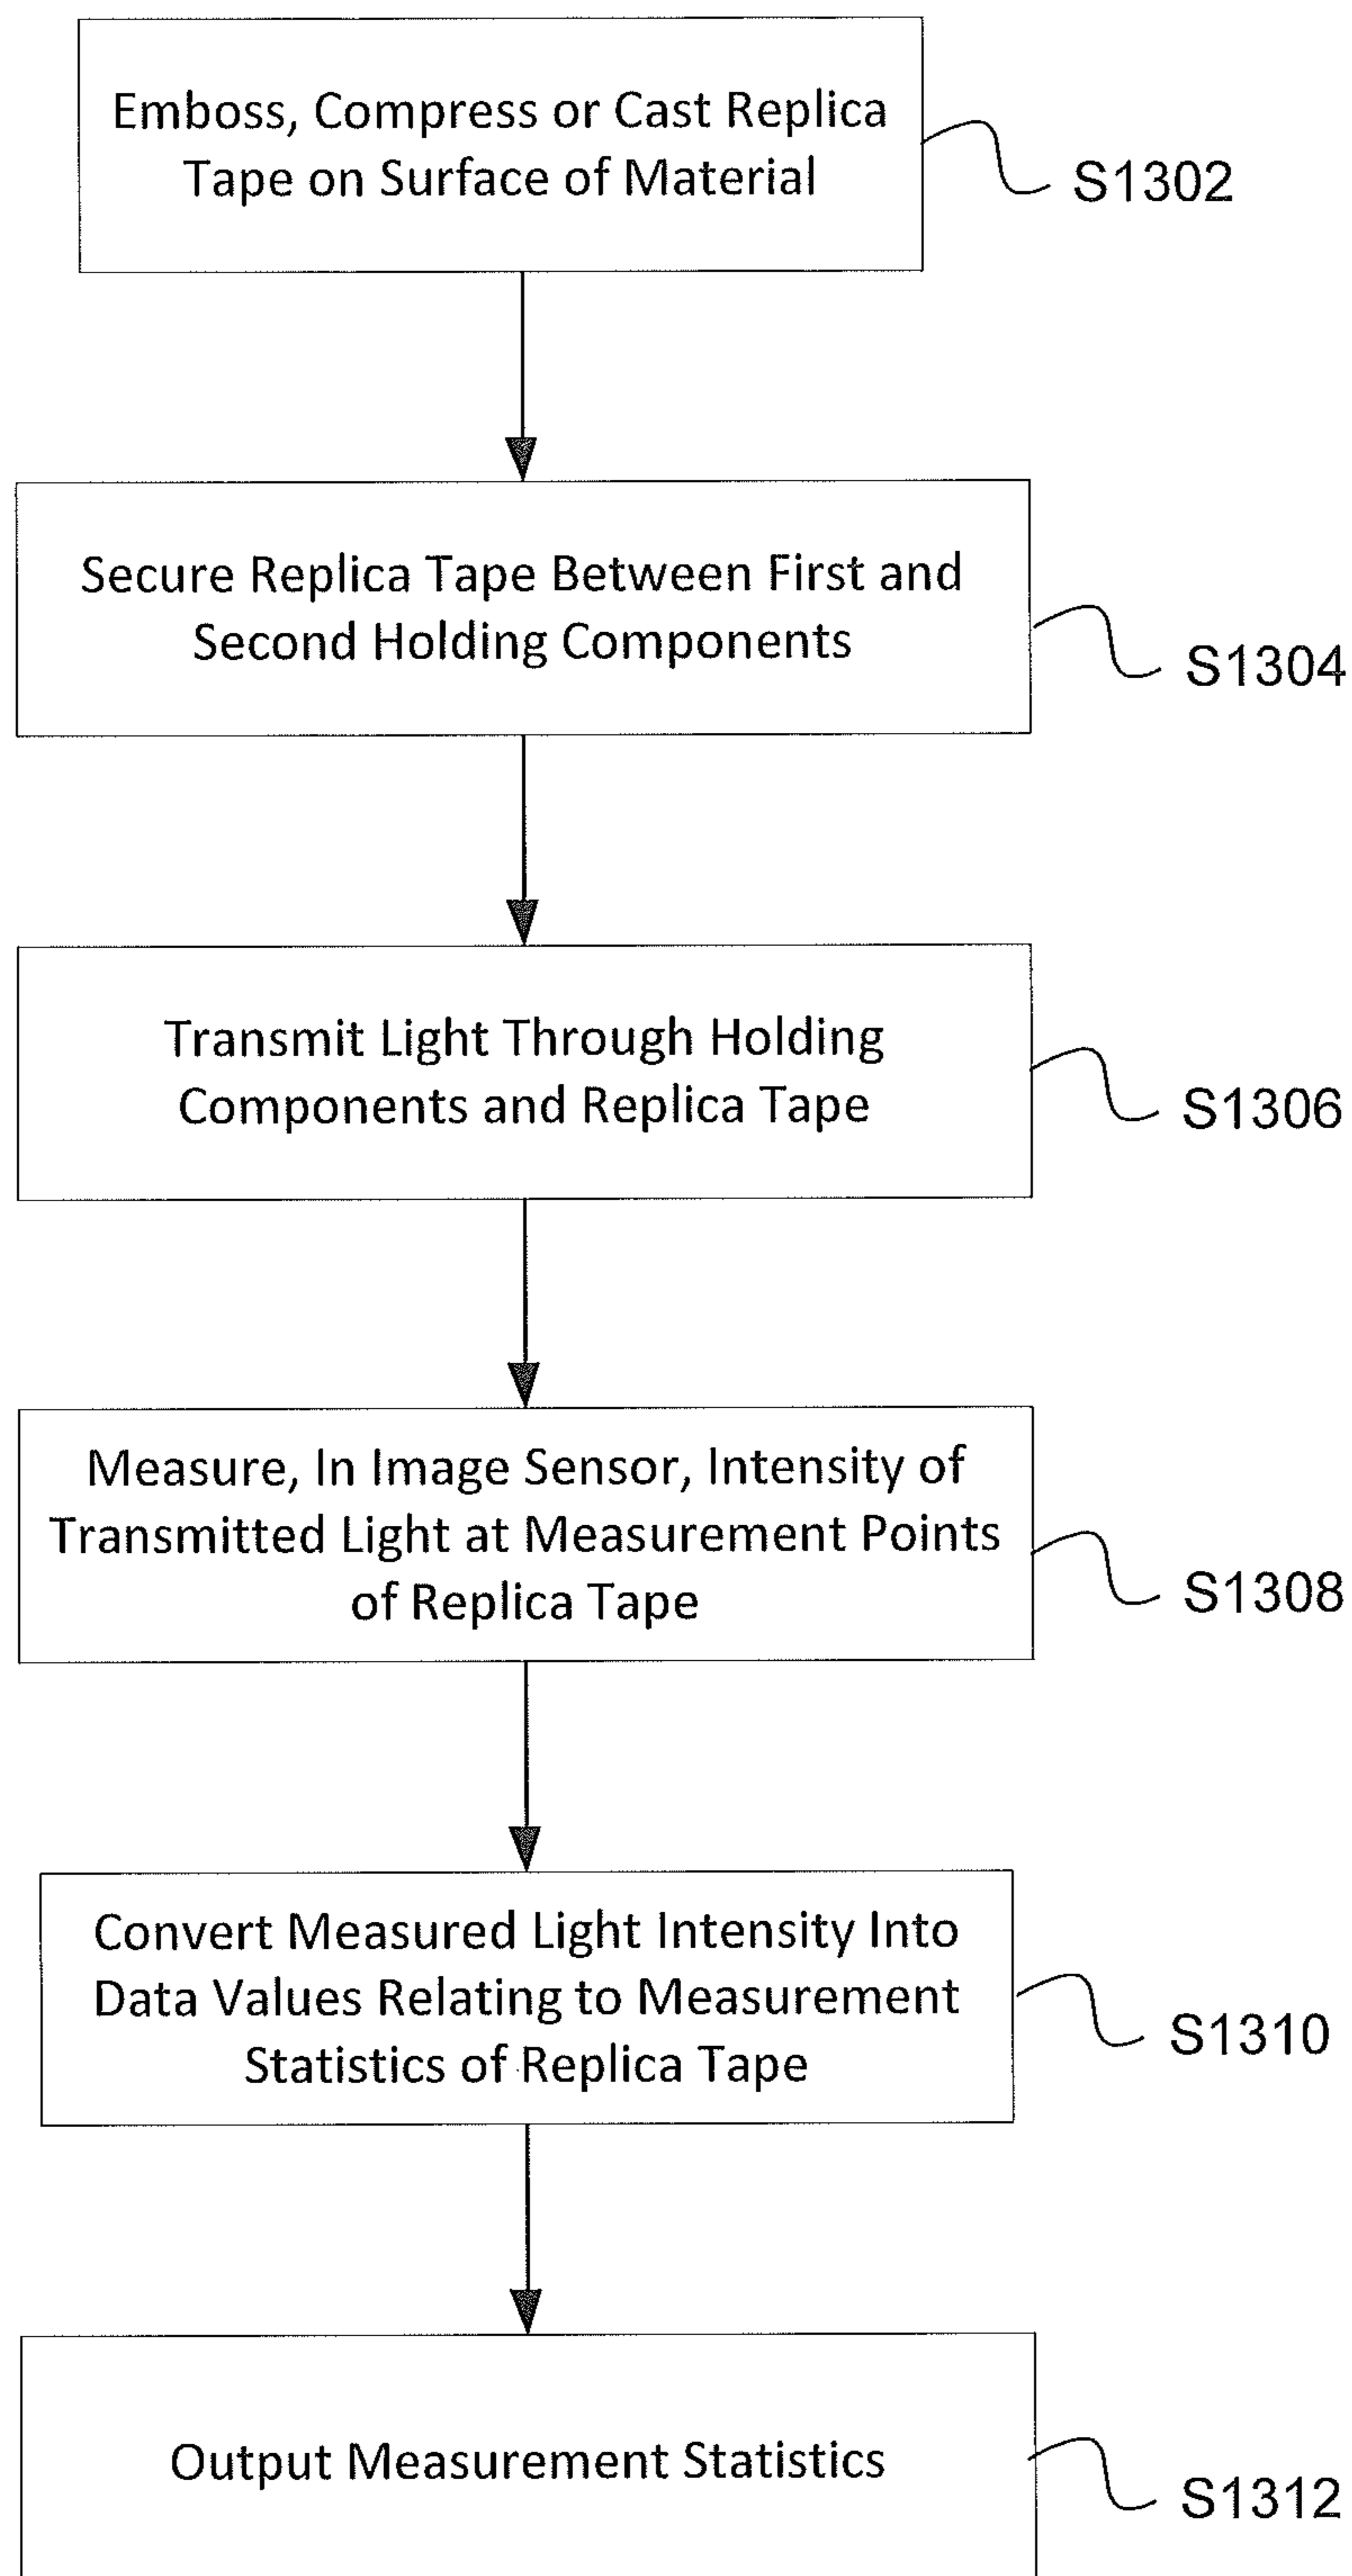 Emboss, Compress or Cast Replica
Tape on Surface of Material
S1302
Secure Replica Tape Between First and
Second Holding Components
S1304
Transmit Light Through Holding
Components and Replica Tape
S1306
Measure, In Image Sensor, Intensity of
Transmitted Light at Measurement Points
of Replica Tape
S1308
Convert Measured Light Intensity Into
Data Values Relating to Measurement
Statistics of Replica Tape
S1310
Output Measurement Statistics
S1312